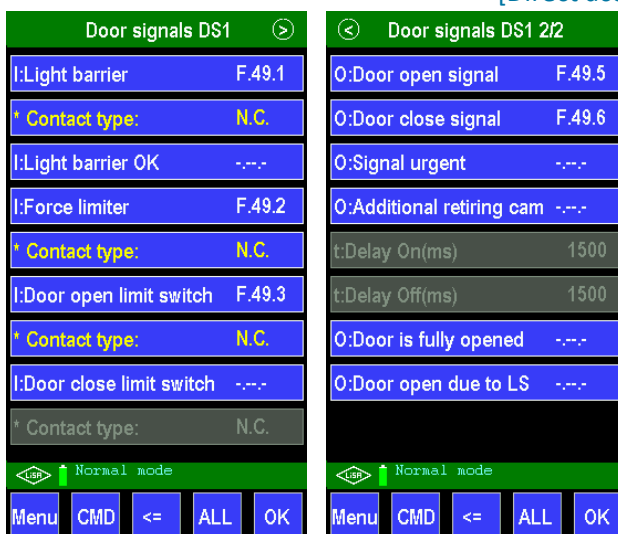 Door signals DS1 >
I:Light barrier F.49.1
* Contact type: N.C.
I:Light barrier OK -.--.-
I:Force limiter F.49.2
* Contact type: N.C.
I:Door open limit switch F.49.3
* Contact type: N.C.
I:Door close limit switch -.--.-
* Contact type: N.C.
LiSA Normal mode
Menu CMD <= ALL OK
< Door signals DS1 2/2
O:Door open signal F.49.5
O:Door close signal F.49.6
O:Signal urgent -.--.-
O:Additional retiring cam -.--.-
t:Delay On(ms) 1500
t:Delay Off(ms) 1500
O:Door is fully opened -.--.-
O:Door open due to LS -.--.-
LiSA Normal mode
Menu CMD <= ALL OK